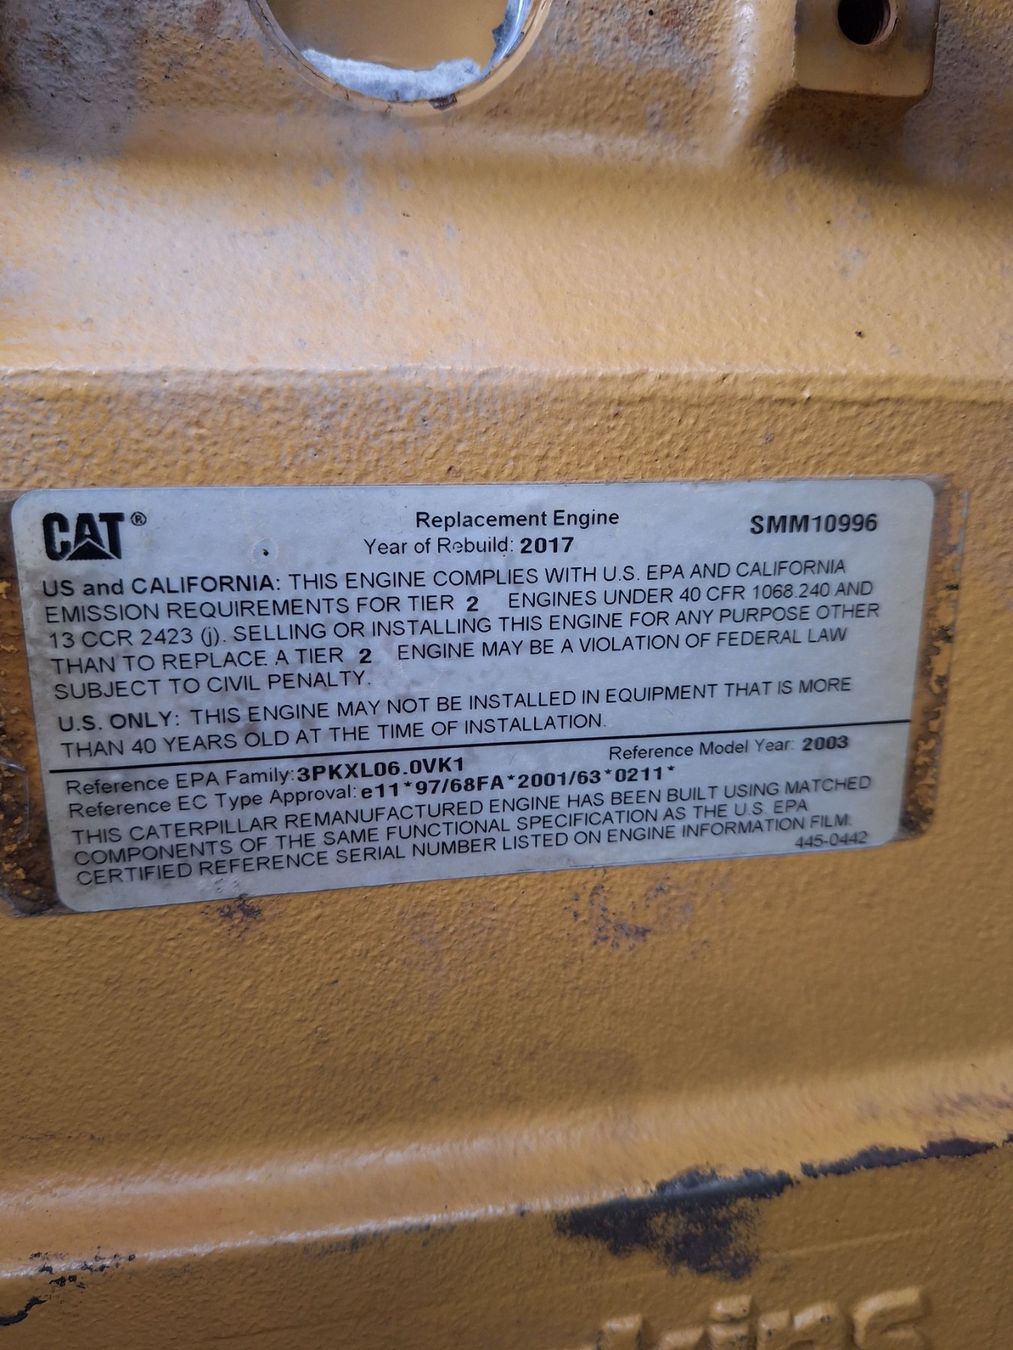 CAT®
Replacement Engine
SMM10996
Year of Rebuild: 2017
US and CALIFORNIA: THIS ENGINE COMPLIES WITH U.S. EPA AND CALIFORNIA
EMISSION REQUIREMENTS FOR TIER 2 ENGINES UNDER 40 CFR 1068.240 AND
13 CCR 2423 (j). SELLING OR INSTALLING THIS ENGINE FOR ANY PURPOSE OTHER
THAN TO REPLACE A TIER 2 ENGINE MAY BE A VIOLATION OF FEDERAL LAW
SUBJECT TO CIVIL PENALTY.
U.S. ONLY: THIS ENGINE MAY NOT BE INSTALLED IN EQUIPMENT THAT IS MORE
THAN 40 YEARS OLD AT THE TIME OF INSTALLATION.
Reference EPA Family: 3PKXL06.0VK1 Reference Model Year: 2003
Reference EC Type Approval: e11*97/68FA*2001/63*0211*
THIS CATERPILLAR REMANUFACTURED ENGINE HAS BEEN BUILT USING MATCHED
COMPONENTS OF THE SAME FUNCTIONAL SPECIFICATION AS THE U.S. EPA
CERTIFIED REFERENCE SERIAL NUMBER LISTED ON ENGINE INFORMATION FILM.
445-0442